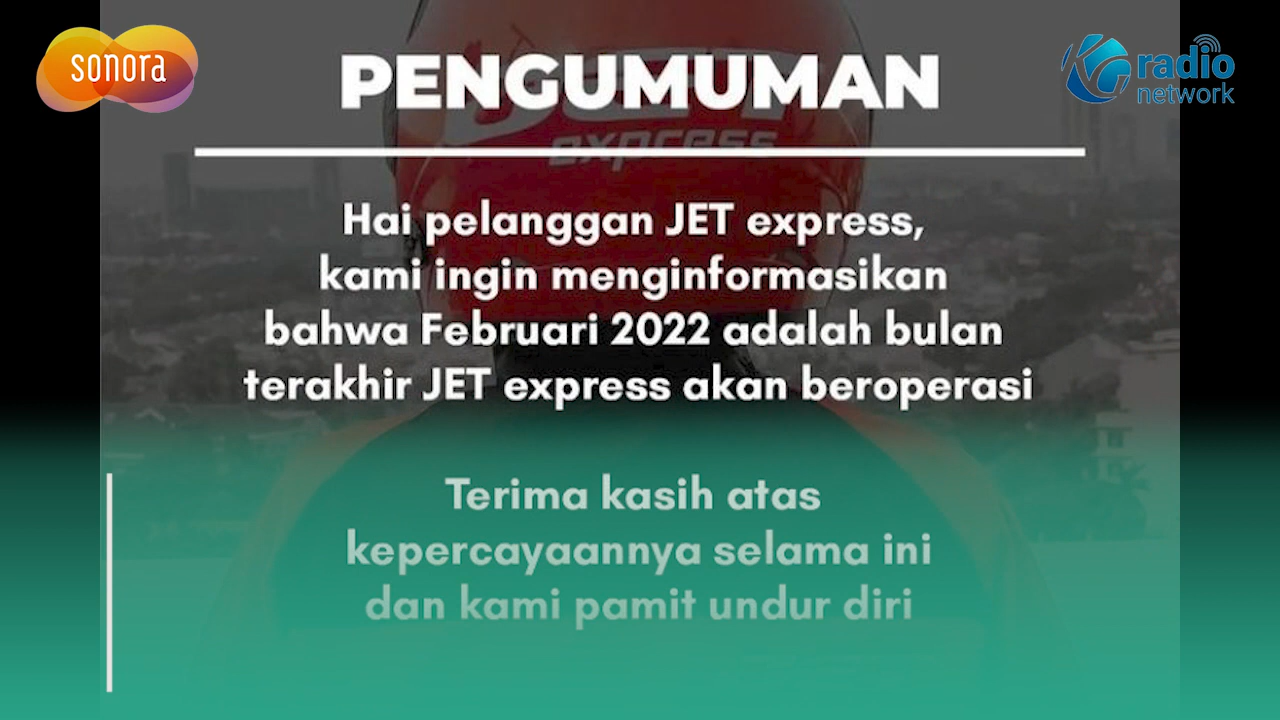 sonora
radio
network
PENGUMUMAN
express
Hai pelanggan JET express,
kami ingin menginformasikan
bahwa Februari 2022 adalah bulan
terakhir JET express akan beroperasi
Terima kasih atas
kepercayaannya selama ini
dan kami pamit undur diri